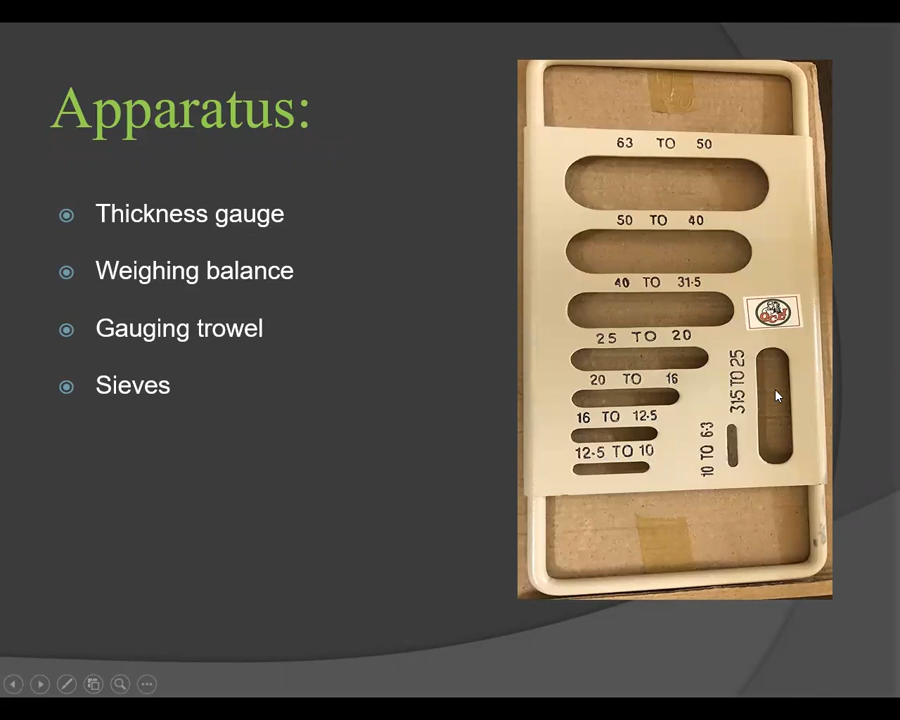 Apparatus:
Thickness gauge
Weighing balance
Gauging trowel
Sieves
63 TO 50
50 TO 40
40 TO 31·5
25 TO 20
20 TO 16
16 TO 12·5
12·5 TO 10
10 TO 6·3
31·5 TO 25